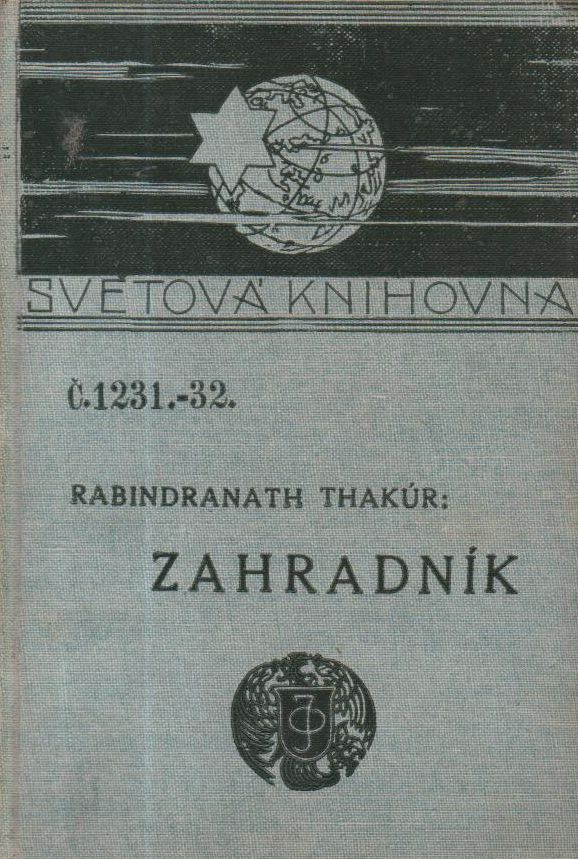 SVĚTOVÁ KNIHOVNA
Č.1231.-32.
RABINDRANATH THAKÚR:
ZAHRADNÍK